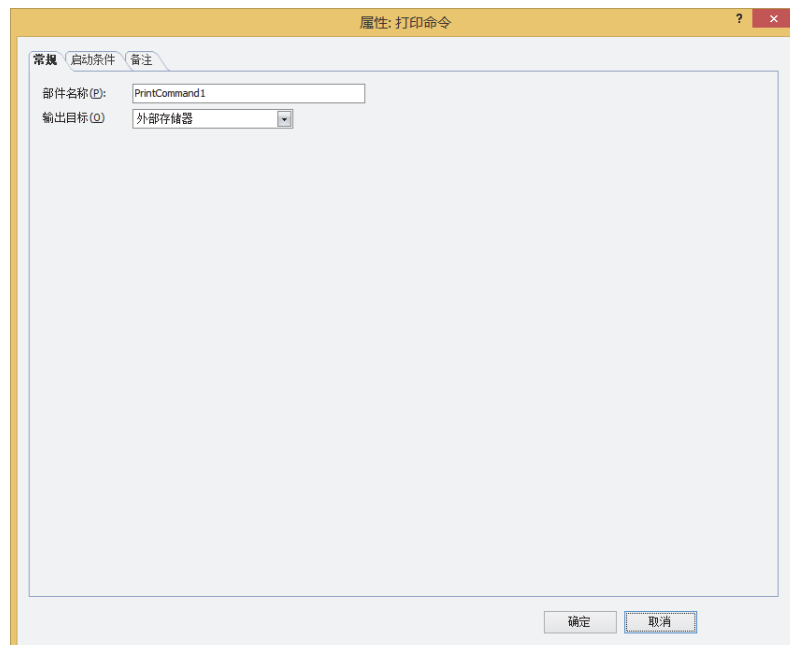 属性: 打印命令
?
×
常规 启动条件 备注
部件名称(P): PrintCommand1
输出目标(O) 外部存储器
确定 取消